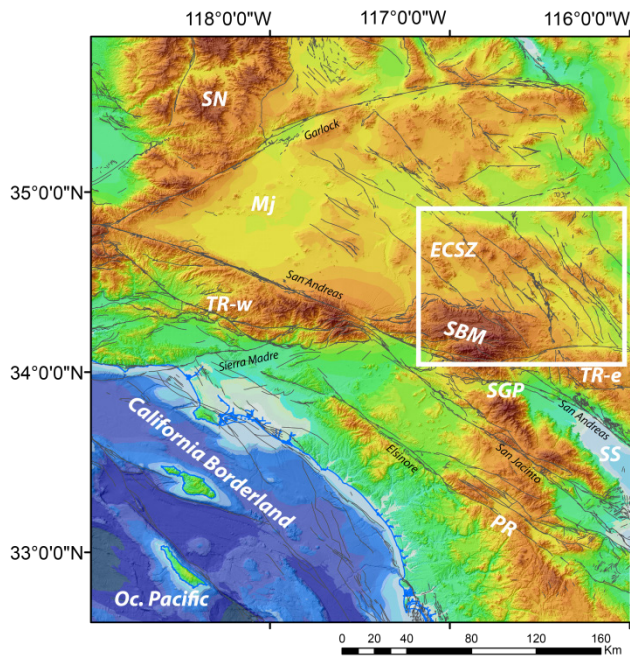 118°0'0"W 117°0'0"W 116°0'0"W
SN
Garlock
35°0'0"N
Mj
ECSZ
San Andreas
TR-w
SBM
Sierra Madre
34°0'0"N
TR-e
SGP
San Andreas
California Borderland
Elsinore
San Jacinto
SS
PR
33°0'0"N
Oc. Pacific
0 10 20 40 80 120 160
Km